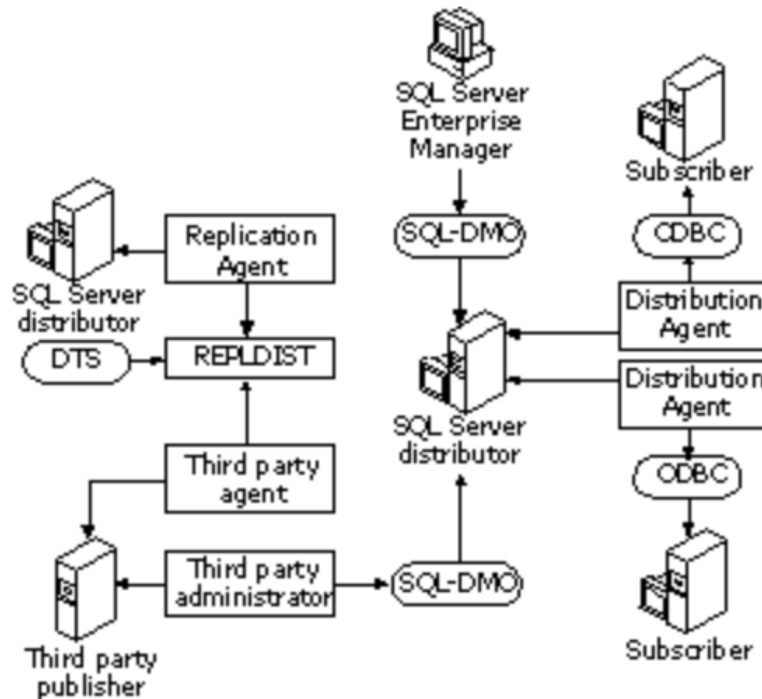 SQL Server
Enterprise
Manager
Subscriber
SQL-DMO
ODBC
Replication
Agent
SQL Server
distributor
DTS
REPLDIST
Distribution
Agent
Distribution
Agent
SQL Server
distributor
Third party
agent
ODBC
Third party
administrator
SQL-DMO
Third party
publisher
Subscriber